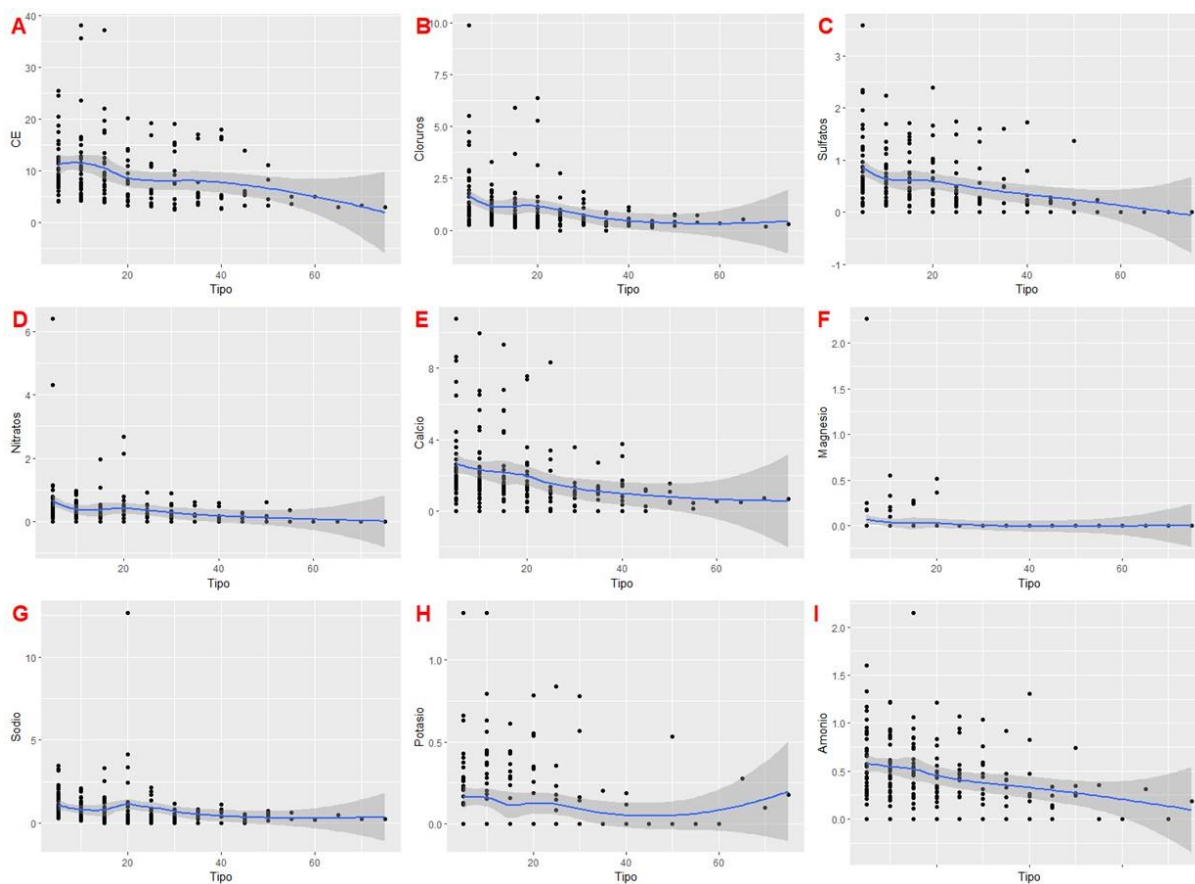 A
CE
40
30
20
10
0
20
40
60
Tipo
B
Cloruros
10.0
7.5
5.0
2.5
0.0
20
40
60
Tipo
C
Sulfatos
3
2
1
0
-1
20
40
60
Tipo
D
Nitratos
6
4
2
0
20
40
60
Tipo
E
Calcio
8
4
0
20
40
60
Tipo
F
Magnesio
2.0
1.5
1.0
0.5
0.0
20
40
60
Tipo
G
Sodio
10
5
0
20
40
60
Tipo
H
Potasio
1.0
0.5
0.0
20
40
60
Tipo
I
Amonio
2.0
1.5
1.0
0.5
0.0
Tipo